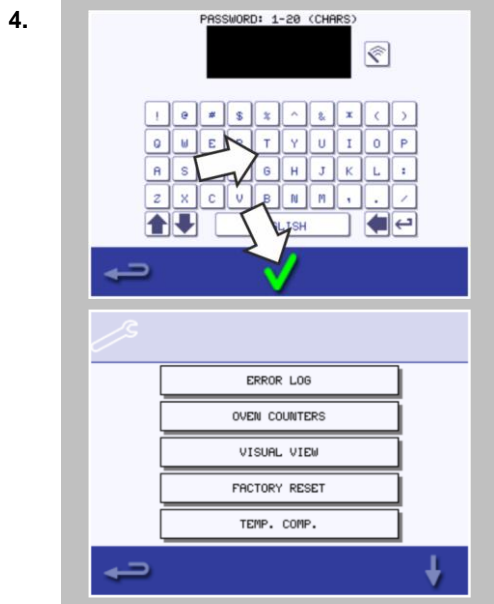 4.
PASSWORD: 1-20 (CHARS)
! @ # $ % ^ & * ( )
Q W E T Y U I O P
A S G H J K L :
Z X C V B N M , . /
ERROR LOG
OVEN COUNTERS
VISUAL VIEW
FACTORY RESET
TEMP. COMP.